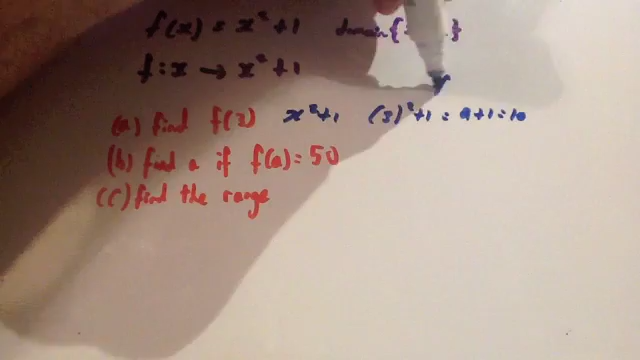 f(x) = x²+1 domain{
f:x → x²+1
(a) find f(3) x²+1 (3)²+1 = 9+1=10
(b) find a if f(a)=50
(c) find the range